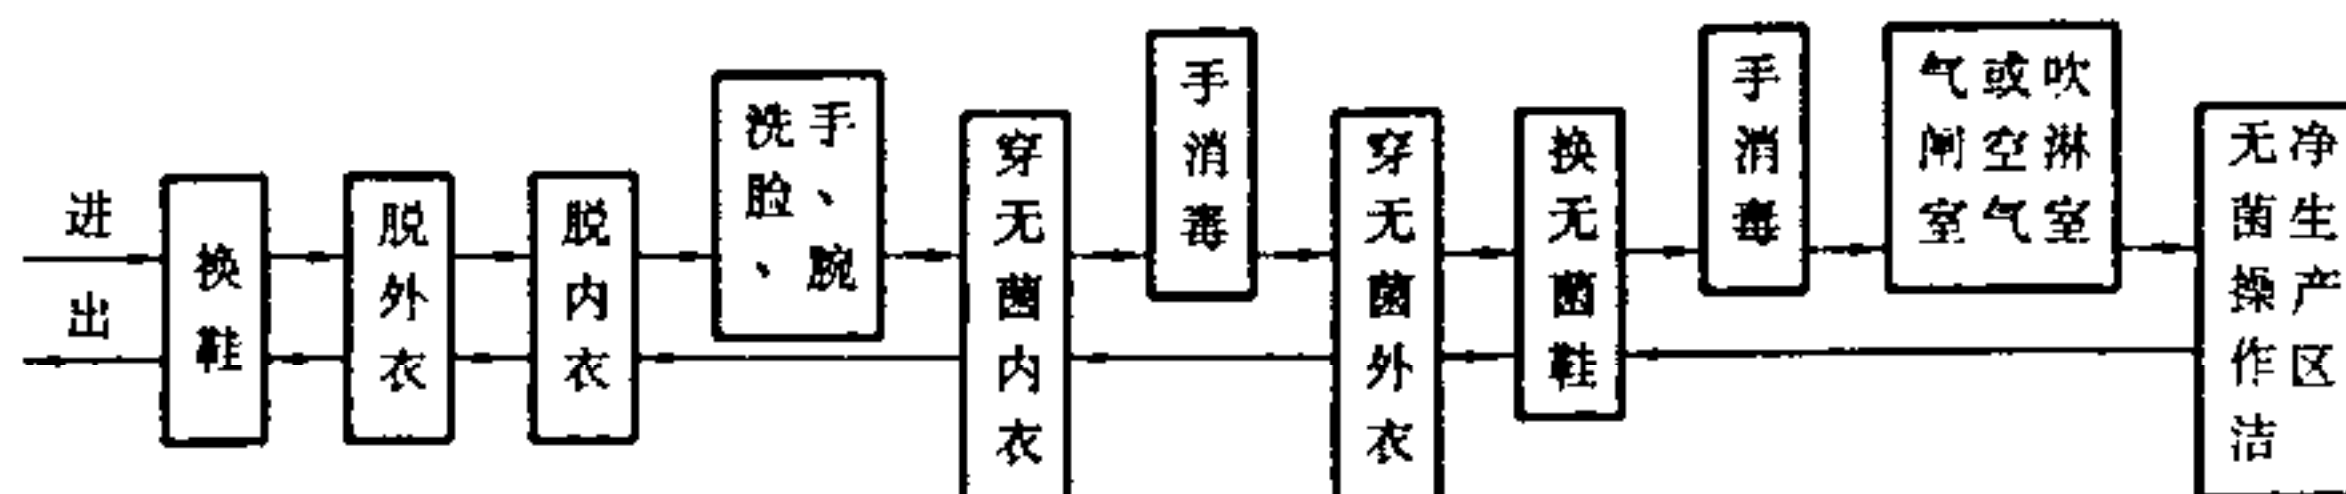 进
出
换鞋
脱外衣
脱内衣
洗脸、
手、腕
穿无菌内衣
手消毒
穿无菌外衣
换无菌鞋
手消毒
气闸室
或空气
吹淋室
无菌操作洁
净生产区